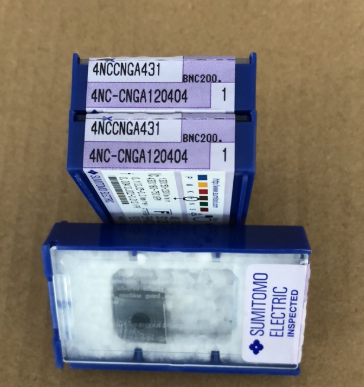 4NCCNGA431
BNC200.
4NC-CNGA120404 1
4NCCNGA431
BNC200.
4NC-CNGA120404 1
SUMITOMO
ELECTRIC
INSPECTED